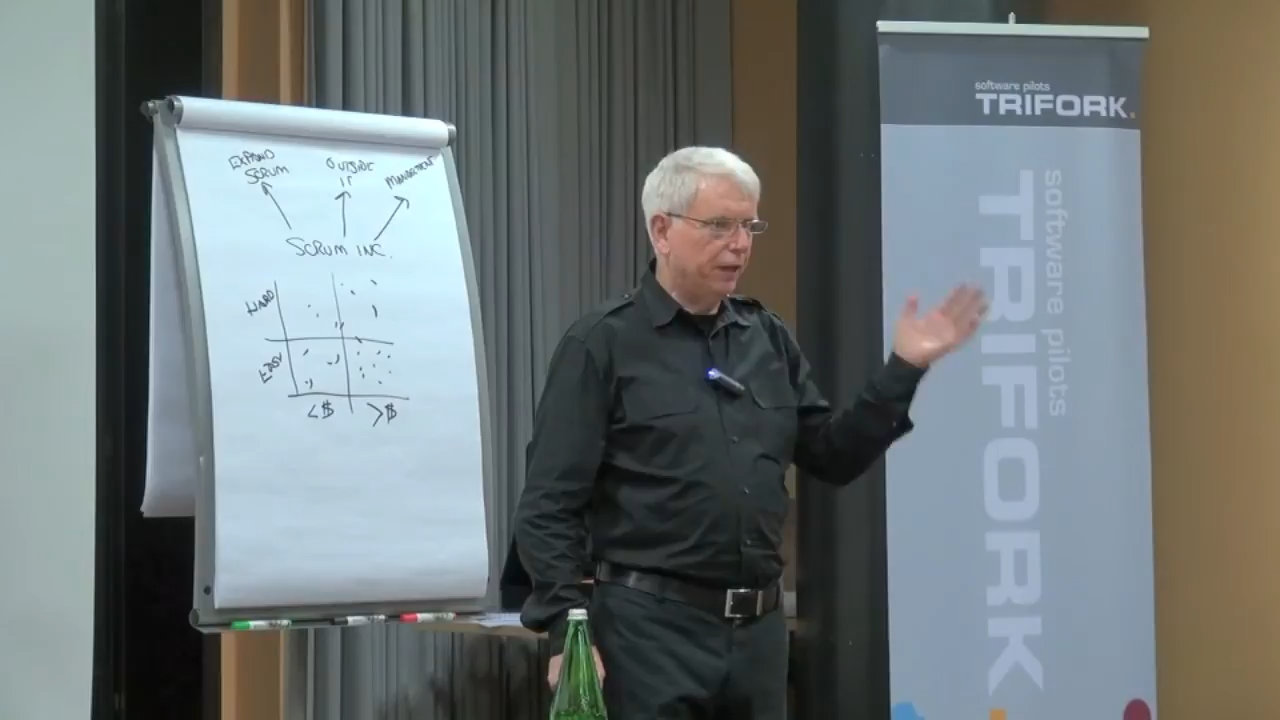 EXPAND
SCRUM
OUTSIDE
IT
MANAGEMENT
SCRUM INC.
HARD
EASY
<$
>$
software pilots
TRIFORK.
software pilots
TRIFORK